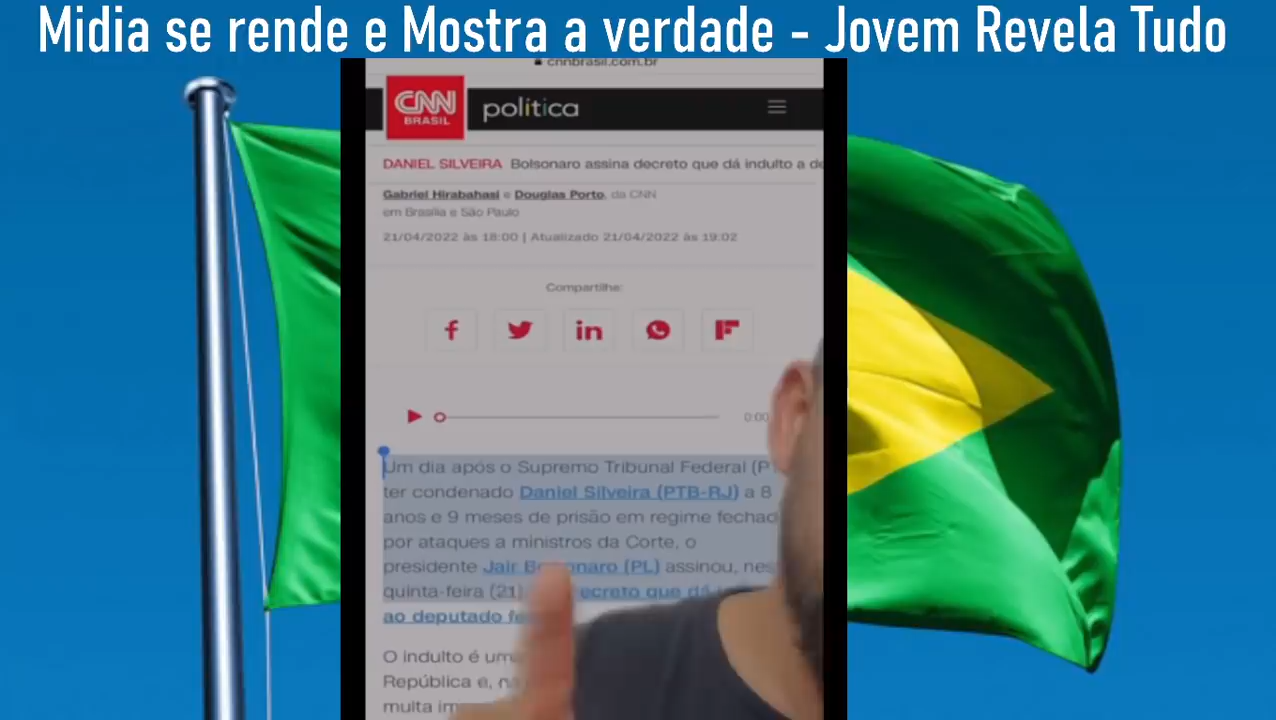 Midia se rende e Mostra a verdade - Jovem Revela Tudo
cnnbrasil.com.br
CNN
BRASIL
política
DANIEL SILVEIRA Bolsonaro assina decreto que dá indulto a de
Gabriel Hirabahasi e Douglas Porto, da CNN
em Brasília e São Paulo
21/04/2022 às 18:00 | Atualizado 21/04/2022 às 19:02
Compartilhe:
0:00
Um dia após o Supremo Tribunal Federal
ter condenado Daniel Silveira (PTB-RJ) a 8
anos e 9 meses de prisão em regime fechad
por ataques a ministros da Corte, o
presidente Jair Bolsonaro (PL) assinou, nes
quinta-feira (21) decreto que dá
ao deputado
O indulto é
República e,
multa